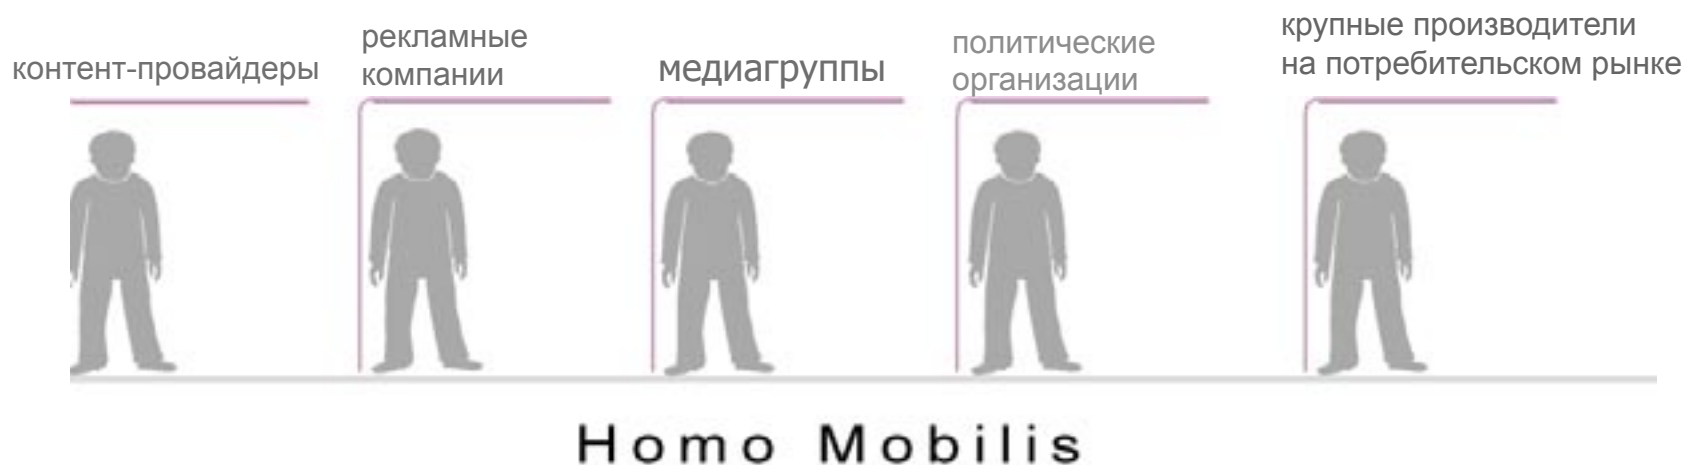 контент-провайдеры
рекламные
компании
медиагруппы
политические
организации
крупные производители
на потребительском рынке
Homo Mobilis